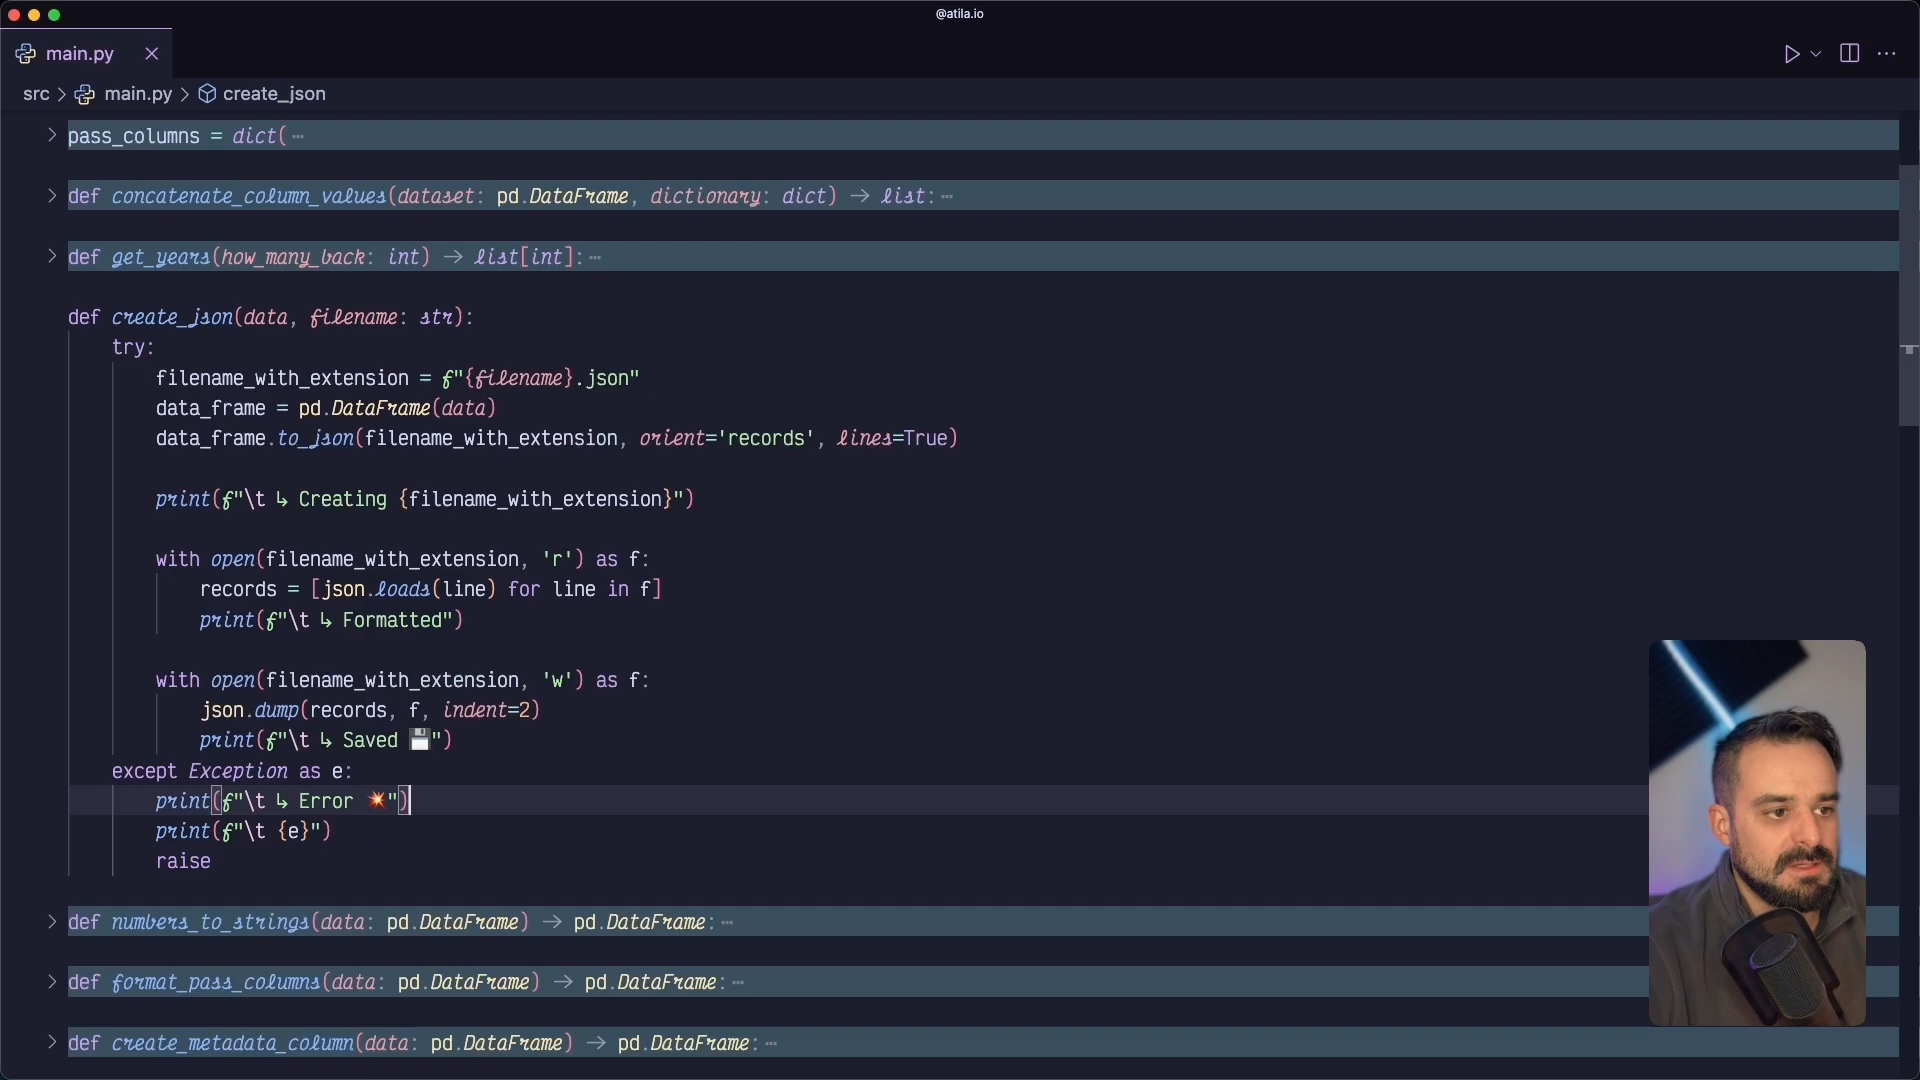 @atila.io
main.py
src > main.py > create_json
pass_columns = dict(⋯
def concatenate_column_values(dataset: pd.DataFrame, dictionary: dict) → list:⋯
def get_years(how_many_back: int) → list[int]:⋯
def create_json(data, filename: str):
try:
filename_with_extension = f"{filename}.json"
data_frame = pd.DataFrame(data)
data_frame.to_json(filename_with_extension, orient='records', lines=True)
print(f"\t ↳ Creating {filename_with_extension}")
with open(filename_with_extension, 'r') as f:
records = [json.loads(line) for line in f]
print(f"\t ↳ Formatted")
with open(filename_with_extension, 'w') as f:
json.dump(records, f, indent=2)
print(f"\t ↳ Saved 💾")
except Exception as e:
print(f"\t ↳ Error 💥")
print(f"\t {e}")
raise
def numbers_to_strings(data: pd.DataFrame) → pd.DataFrame:⋯
def format_pass_columns(data: pd.DataFrame) → pd.DataFrame:⋯
def create_metadata_column(data: pd.DataFrame) → pd.DataFrame:⋯